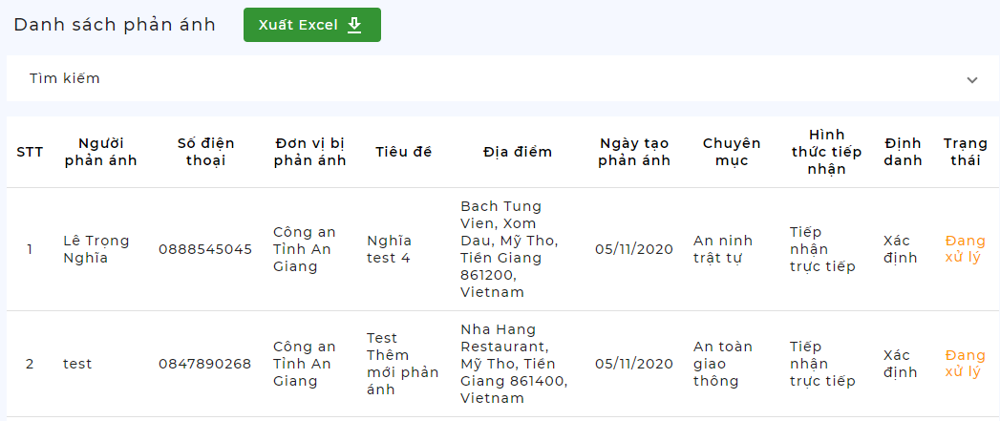 Danh sách phản ánh
Xuất Excel
Tìm kiếm
STT
Người
phản ánh
Số điện
thoại
Đơn vị bị
phản ánh
Tiêu đề
Địa điểm
Ngày tạo
phản ánh
Chuyên
mục
Hình
thức tiếp
nhận
Định
danh
Trạng
thái
1
Lê Trọng
Nghĩa
0888545045
Công an
Tỉnh An
Giang
Nghĩa
test 4
Bach Tung
Vien, Xom
Dau, Mỹ Tho,
Tiền Giang
861200,
Vietnam
05/11/2020
An ninh
trật tự
Tiếp
nhận
trực tiếp
Xác
định
Đang
xử lý
2
test
0847890268
Công an
Tỉnh An
Giang
Test
Thêm
mới phản
ánh
Nha Hang
Restaurant,
Mỹ Tho, Tiền
Giang 861400,
Vietnam
05/11/2020
An toàn
giao
thông
Tiếp
nhận
trực tiếp
Xác
định
Đang
xử lý